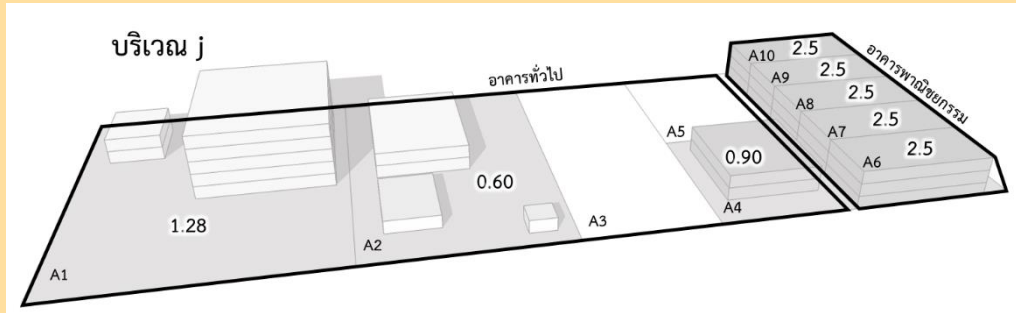 บริเวณ j
อาคารทั่วไป
อาคารพาณิชยกรรม
A10 2.5
A9 2.5
A8 2.5
A7 2.5
A6 2.5
A5
0.90
A4
A3
0.60
A2
1.28
A1